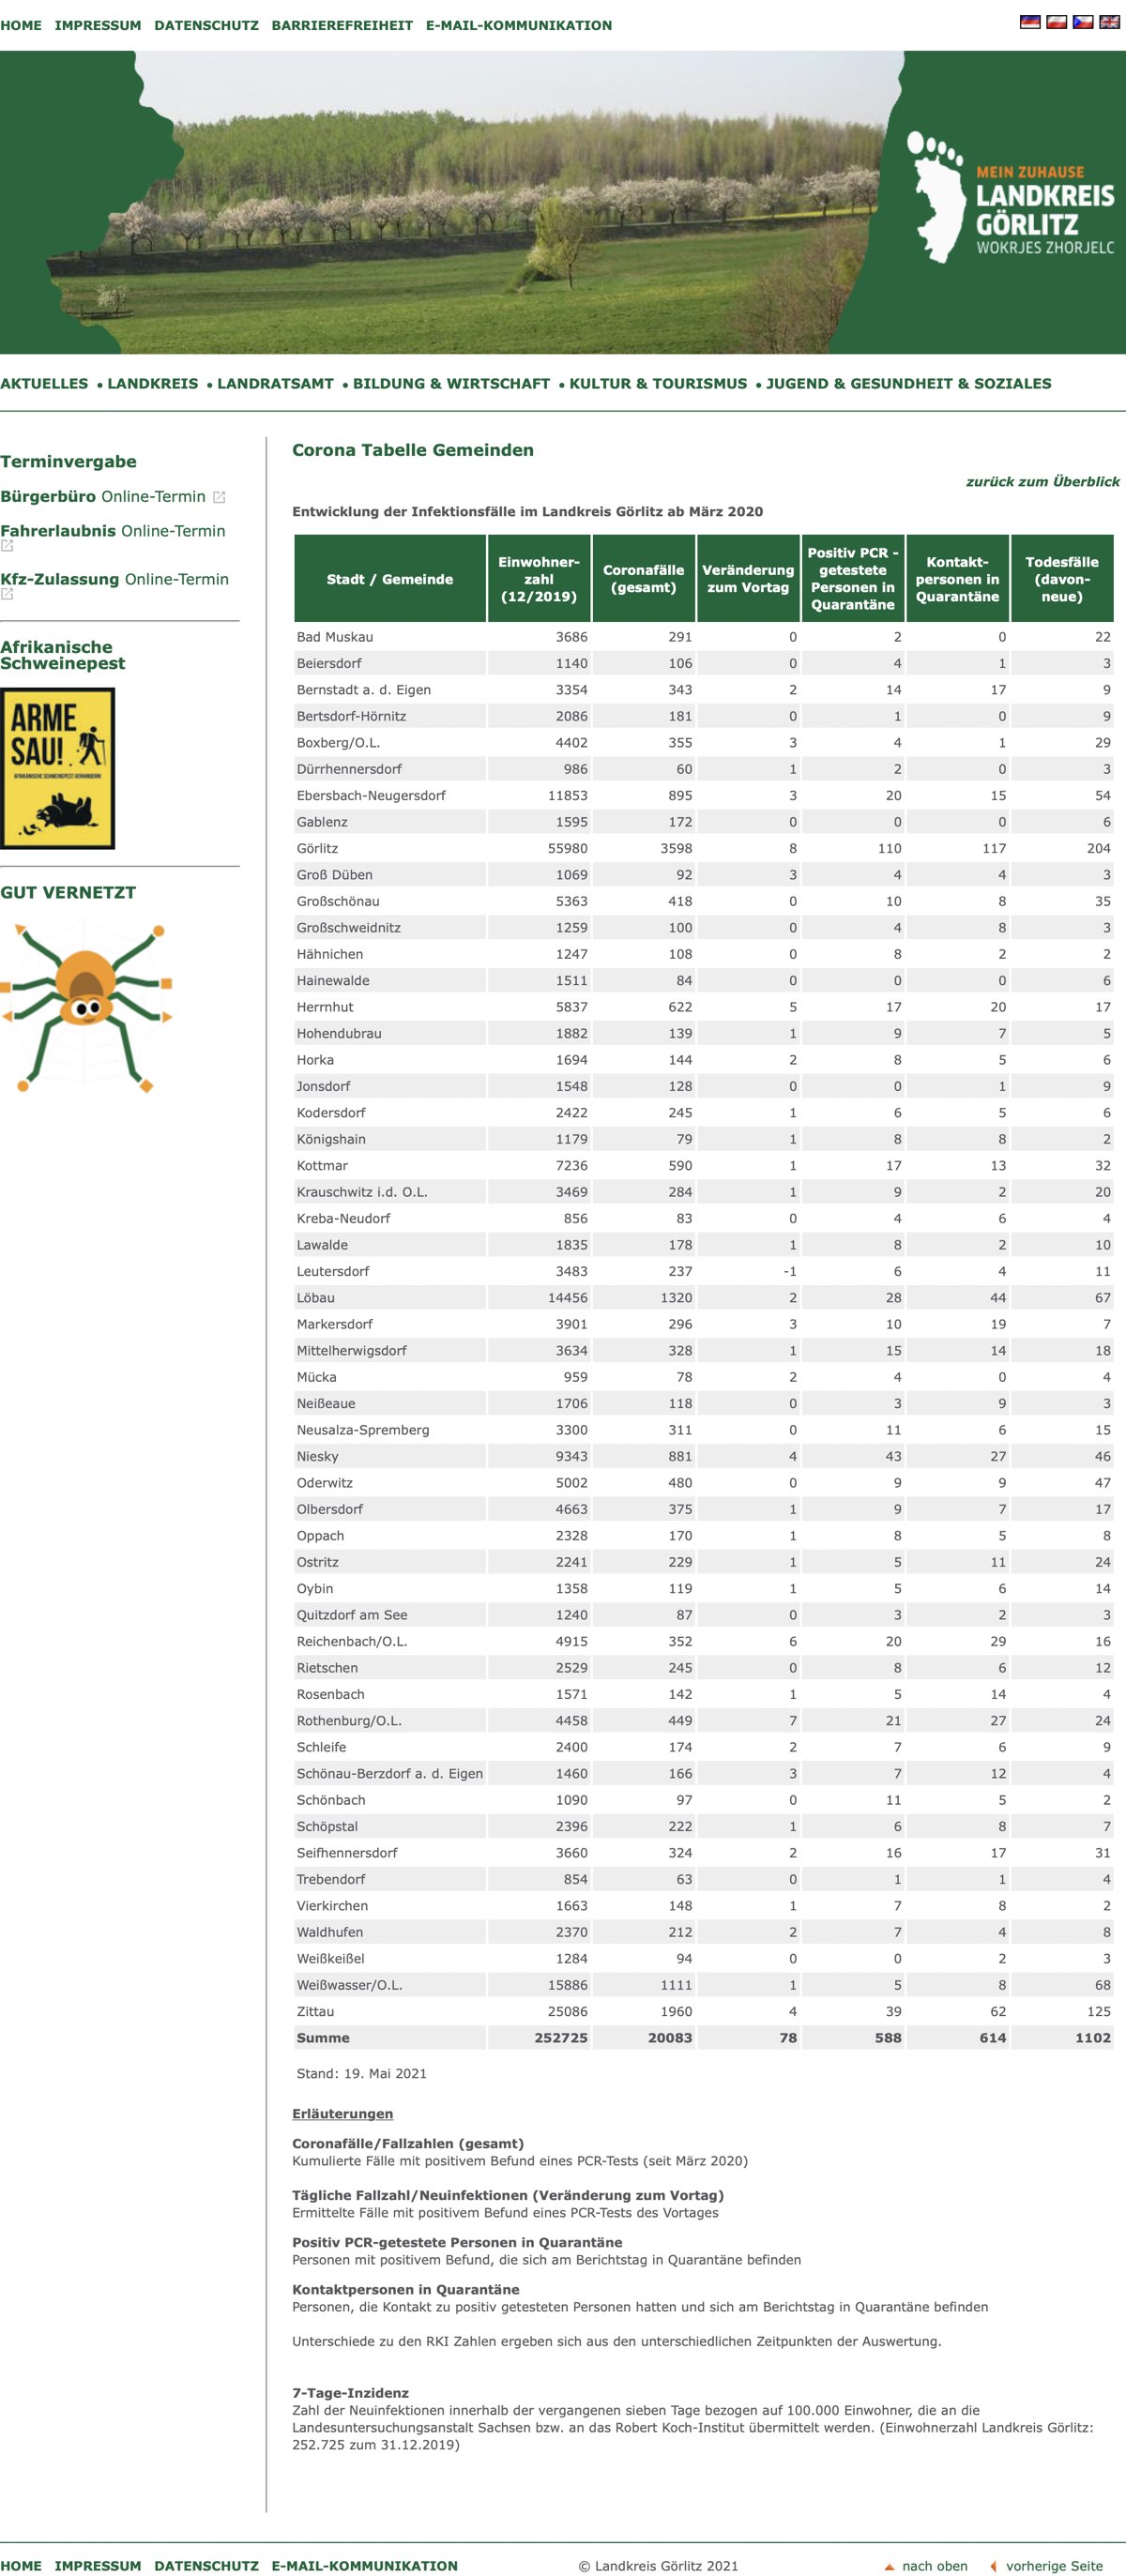 HOME IMPRESSUM DATENSCHUTZ BARRIEREFREIHEIT E-MAIL-KOMMUNIKATION
MEIN ZUHAUSE
LANDKREIS
GÖRLITZ
WOKRJES ZHORJELC
AKTUELLES • LANDKREIS • LANDRATSAMT • BILDUNG & WIRTSCHAFT • KULTUR & TOURISMUS • JUGEND & GESUNDHEIT & SOZIALES
Terminvergabe
Bürgerbüro Online-Termin
Fahrerlaubnis Online-Termin
Kfz-Zulassung Online-Termin
Afrikanische
Schweinepest
ARME
SAU!
AFRIKANISCHE SCHWEINEPEST VERHINDERN!
GUT VERNETZT
Corona Tabelle Gemeinden
zurück zum Überblick
Entwicklung der Infektionsfälle im Landkreis Görlitz ab März 2020
Stadt / Gemeinde Einwohner-zahl (12/2019) Coronafälle (gesamt) Veränderung zum Vortag Positiv PCR - getestete Personen in Quarantäne Kontakt-personen in Quarantäne Todesfälle (davon-neue)
Bad Muskau 3686 291 0 2 0 22
Beiersdorf 1140 106 0 4 1 3
Bernstadt a. d. Eigen 3354 343 2 14 17 9
Bertsdorf-Hörnitz 2086 181 0 1 0 9
Boxberg/O.L. 4402 355 3 4 1 29
Dürrhennersdorf 986 60 1 2 0 3
Ebersbach-Neugersdorf 11853 895 3 20 15 54
Gablenz 1595 172 0 0 0 6
Görlitz 55980 3598 8 110 117 204
Groß Düben 1069 92 3 4 4 3
Großschönau 5363 418 0 10 8 35
Großschweidnitz 1259 100 0 4 8 3
Hähnichen 1247 108 0 8 2 2
Hainewalde 1511 84 0 0 0 6
Herrnhut 5837 622 5 17 20 17
Hohendubrau 1882 139 1 9 7 5
Horka 1694 144 2 8 5 6
Jonsdorf 1548 128 0 0 1 9
Kodersdorf 2422 245 1 6 5 6
Königshain 1179 79 1 8 8 2
Kottmar 7236 590 1 17 13 32
Krauschwitz i.d. O.L. 3469 284 1 9 2 20
Kreba-Neudorf 856 83 0 4 6 4
Lawalde 1835 178 1 8 2 10
Leutersdorf 3483 237 -1 6 4 11
Löbau 14456 1320 2 28 44 67
Markersdorf 3901 296 3 10 19 7
Mittelherwigsdorf 3634 328 1 15 14 18
Mücka 959 78 2 4 0 4
Neißeaue 1706 118 0 3 9 3
Neusalza-Spremberg 3300 311 0 11 6 15
Niesky 9343 881 4 43 27 46
Oderwitz 5002 480 0 9 9 47
Olbersdorf 4663 375 1 9 7 17
Oppach 2328 170 1 8 5 8
Ostritz 2241 229 1 5 11 24
Oybin 1358 119 1 5 6 14
Quitzdorf am See 1240 87 0 3 2 3
Reichenbach/O.L. 4915 352 6 20 29 16
Rietschen 2529 245 0 8 6 12
Rosenbach 1571 142 1 5 14 4
Rothenburg/O.L. 4458 449 7 21 27 24
Schleife 2400 174 2 7 6 9
Schönau-Berzdorf a. d. Eigen 1460 166 3 7 12 4
Schönbach 1090 97 0 11 5 2
Schöpstal 2396 222 1 6 8 7
Seifhennersdorf 3660 324 2 16 17 31
Trebendorf 854 63 0 1 1 4
Vierkirchen 1663 148 1 7 8 2
Waldhufen 2370 212 2 7 4 8
Weißkeißel 1284 94 0 0 2 3
Weißwasser/O.L. 15886 1111 1 5 8 68
Zittau 25086 1960 4 39 62 125
Summe 252725 20083 78 588 614 1102
Stand: 19. Mai 2021
Erläuterungen
Coronafälle/Fallzahlen (gesamt)
Kumulierte Fälle mit positivem Befund eines PCR-Tests (seit März 2020)
Tägliche Fallzahl/Neuinfektionen (Veränderung zum Vortag)
Ermittelte Fälle mit positivem Befund eines PCR-Tests des Vortages
Positiv PCR-getestete Personen in Quarantäne
Personen mit positivem Befund, die sich am Berichtstag in Quarantäne befinden
Kontaktpersonen in Quarantäne
Personen, die Kontakt zu positiv getesteten Personen hatten und sich am Berichtstag in Quarantäne befinden
Unterschiede zu den RKI Zahlen ergeben sich aus den unterschiedlichen Zeitpunkten der Auswertung.
7-Tage-Inzidenz
Zahl der Neuinfektionen innerhalb der vergangenen sieben Tage bezogen auf 100.000 Einwohner, die an die
Landesuntersuchungsanstalt Sachsen bzw. an das Robert Koch-Institut übermittelt werden. (Einwohnerzahl Landkreis Görlitz:
252.725 zum 31.12.2019)
HOME IMPRESSUM DATENSCHUTZ E-MAIL-KOMMUNIKATION © Landkreis Görlitz 2021 nach oben vorherige Seite